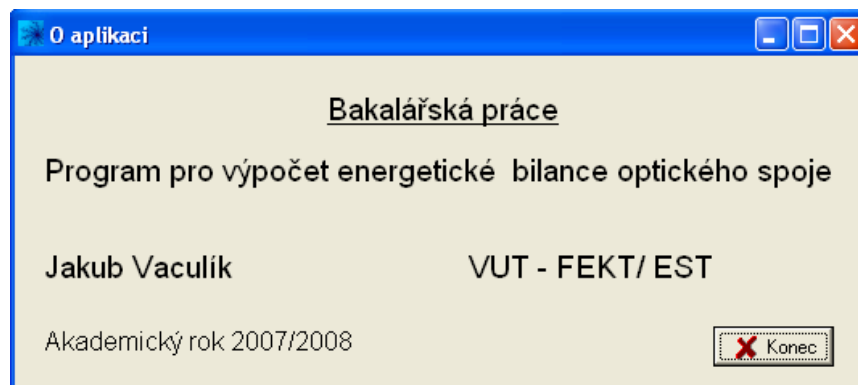 O aplikaci
Bakalářská práce
Program pro výpočet energetické bilance optického spoje
Jakub Vaculík VUT - FEKT/ EST
Akademický rok 2007/2008
Konec